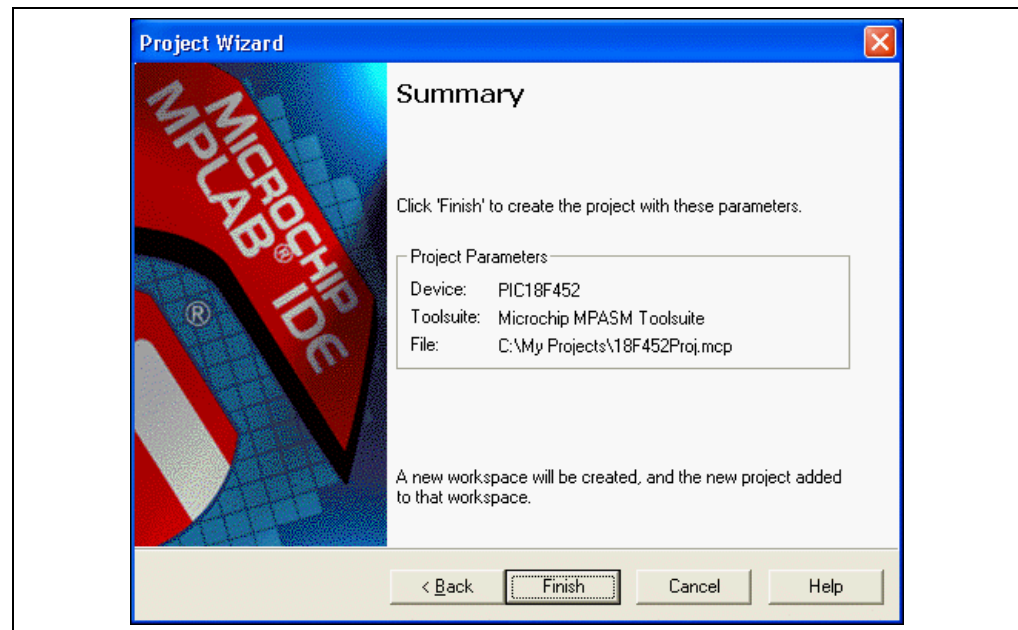 Project Wizard
MICROCHIP
MPLAB® IDE
®
Summary
Click 'Finish' to create the project with these parameters.
Project Parameters
Device: PIC18F452
Toolsuite: Microchip MPASM Toolsuite
File: C:\My Projects\18F452Proj.mcp
A new workspace will be created, and the new project added
to that workspace.
< Back Finish Cancel Help